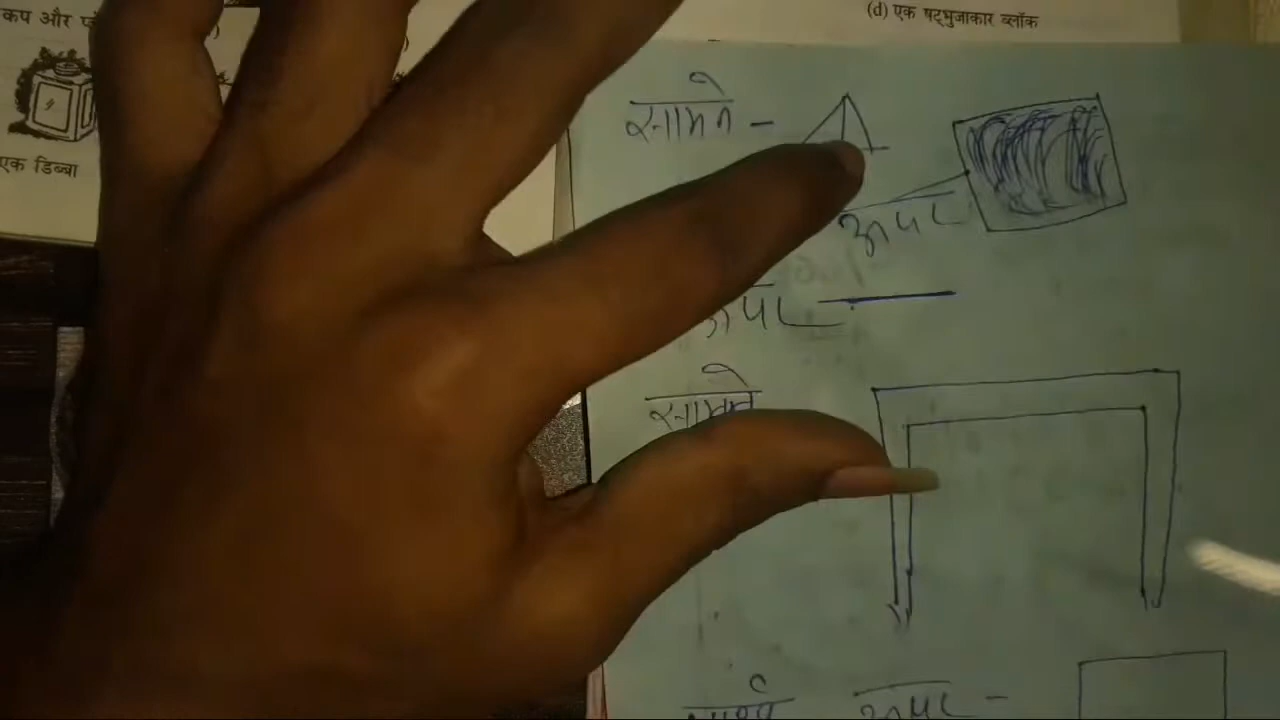 कप और
(d) एक षट्भुजाकार ब्लॉक
एक डिब्बा
सामने –
ऊपर
ऊपर
सामने
पार्श्व ऊपर –